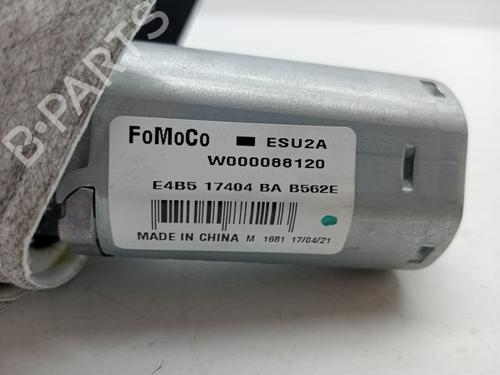 B-PARTS
FoMoCo ESU2A
W000088120
E4B5 17404 BA B562E
MADE IN CHINA M 1681 17/04/21